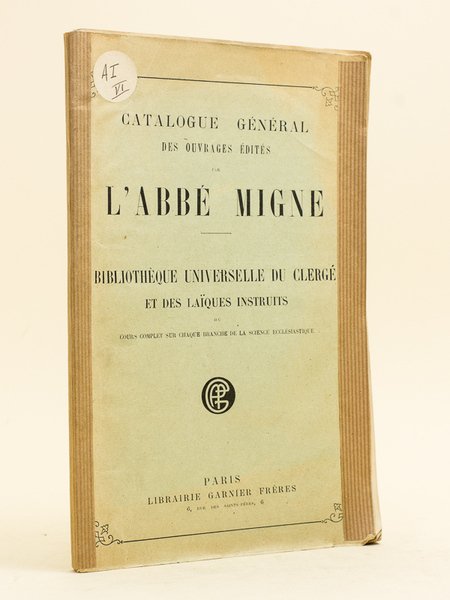 AI
VI
CATALOGUE GÉNÉRAL
DES OUVRAGES ÉDITÉS
PAR
L'ABBÉ MIGNE
BIBLIOTHÈQUE UNIVERSELLE DU CLERGÉ
ET DES LAÏQUES INSTRUITS
OU
COURS COMPLET SUR CHAQUE BRANCHE DE LA SCIENCE ECCLÉSIASTIQUE
PARIS
LIBRAIRIE GARNIER FRÈRES
6, RUE DES SAINTS-PÈRES, 6